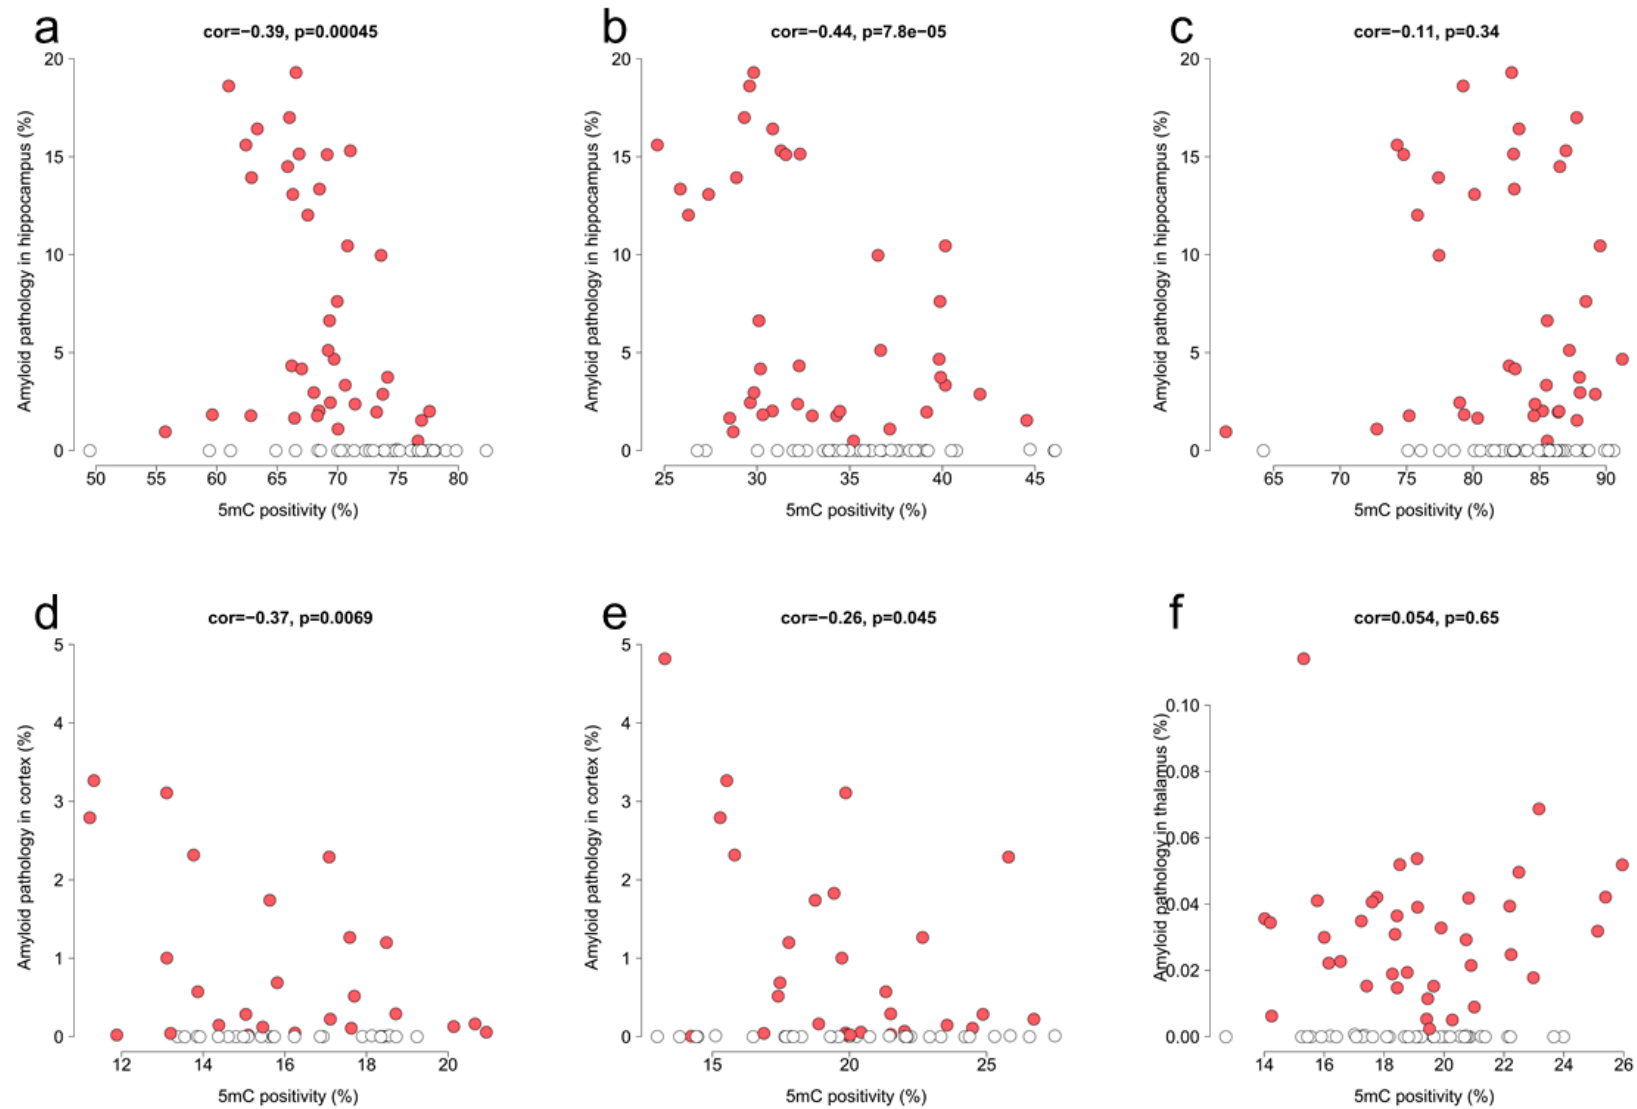 a
cor=−0.39, p=0.00045
Amyloid pathology in hippocampus (%)
20
15
10
5
0
50 55 60 65 70 75 80
5mC positivity (%)
b
cor=−0.44, p=7.8e−05
Amyloid pathology in hippocampus (%)
20
15
10
5
0
25 30 35 40 45
5mC positivity (%)
c
cor=−0.11, p=0.34
Amyloid pathology in hippocampus (%)
20
15
10
5
0
65 70 75 80 85 90
5mC positivity (%)
d
cor=−0.37, p=0.0069
Amyloid pathology in cortex (%)
5
4
3
2
1
0
12 14 16 18 20
5mC positivity (%)
e
cor=−0.26, p=0.045
Amyloid pathology in cortex (%)
5
4
3
2
1
0
15 20 25
5mC positivity (%)
f
cor=0.054, p=0.65
Amyloid pathology in thalamus (%)
0.10
0.08
0.06
0.04
0.02
0.00
14 16 18 20 22 24 26
5mC positivity (%)